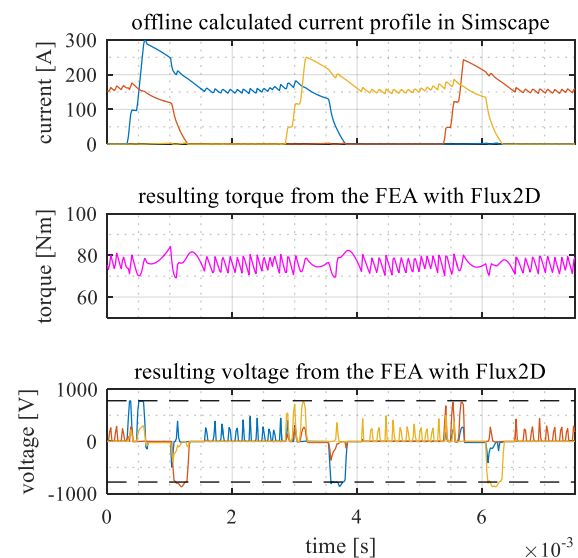 offline calculated current profile in Simscape
300
200
100
0
current [A]
resulting torque from the FEA with Flux2D
100
80
60
torque [Nm]
resulting voltage from the FEA with Flux2D
1000
0
-1000
voltage [V]
0 2 4 6
time [s]
×10-3